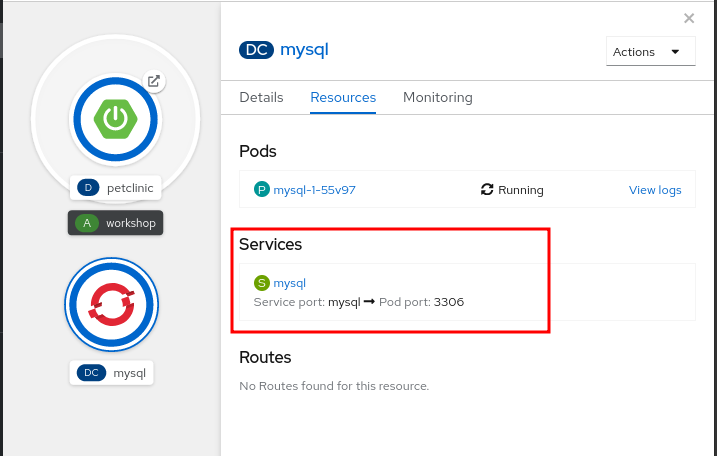 DC mysql
Actions
Details Resources Monitoring
Pods
P mysql-1-55v97 Running View logs
Services
S mysql
Service port: mysql → Pod port: 3306
Routes
No Routes found for this resource.
D petclinic
A workshop
DC mysql